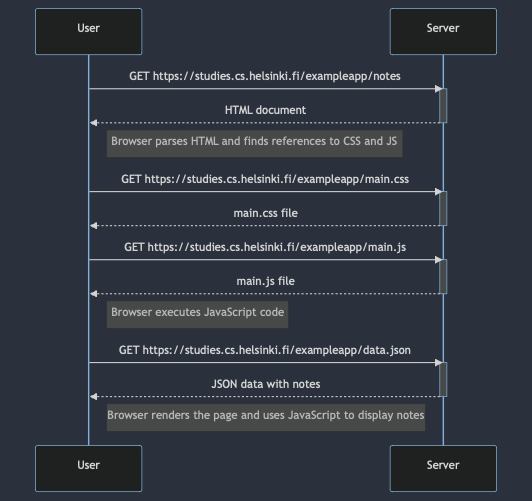 User
Server
GET https://studies.cs.helsinki.fi/exampleapp/notes
HTML document
Browser parses HTML and finds references to CSS and JS
GET https://studies.cs.helsinki.fi/exampleapp/main.css
main.css file
GET https://studies.cs.helsinki.fi/exampleapp/main.js
main.js file
Browser executes JavaScript code
GET https://studies.cs.helsinki.fi/exampleapp/data.json
JSON data with notes
Browser renders the page and uses JavaScript to display notes
User
Server